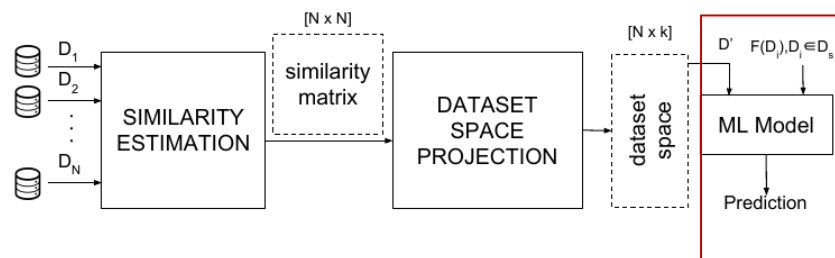 [N x N]
[N x k]
D1
D2
. . .
DN
SIMILARITY
ESTIMATION
similarity
matrix
DATASET
SPACE
PROJECTION
dataset
space
D'
F(Di),Di∈Ds
ML Model
Prediction